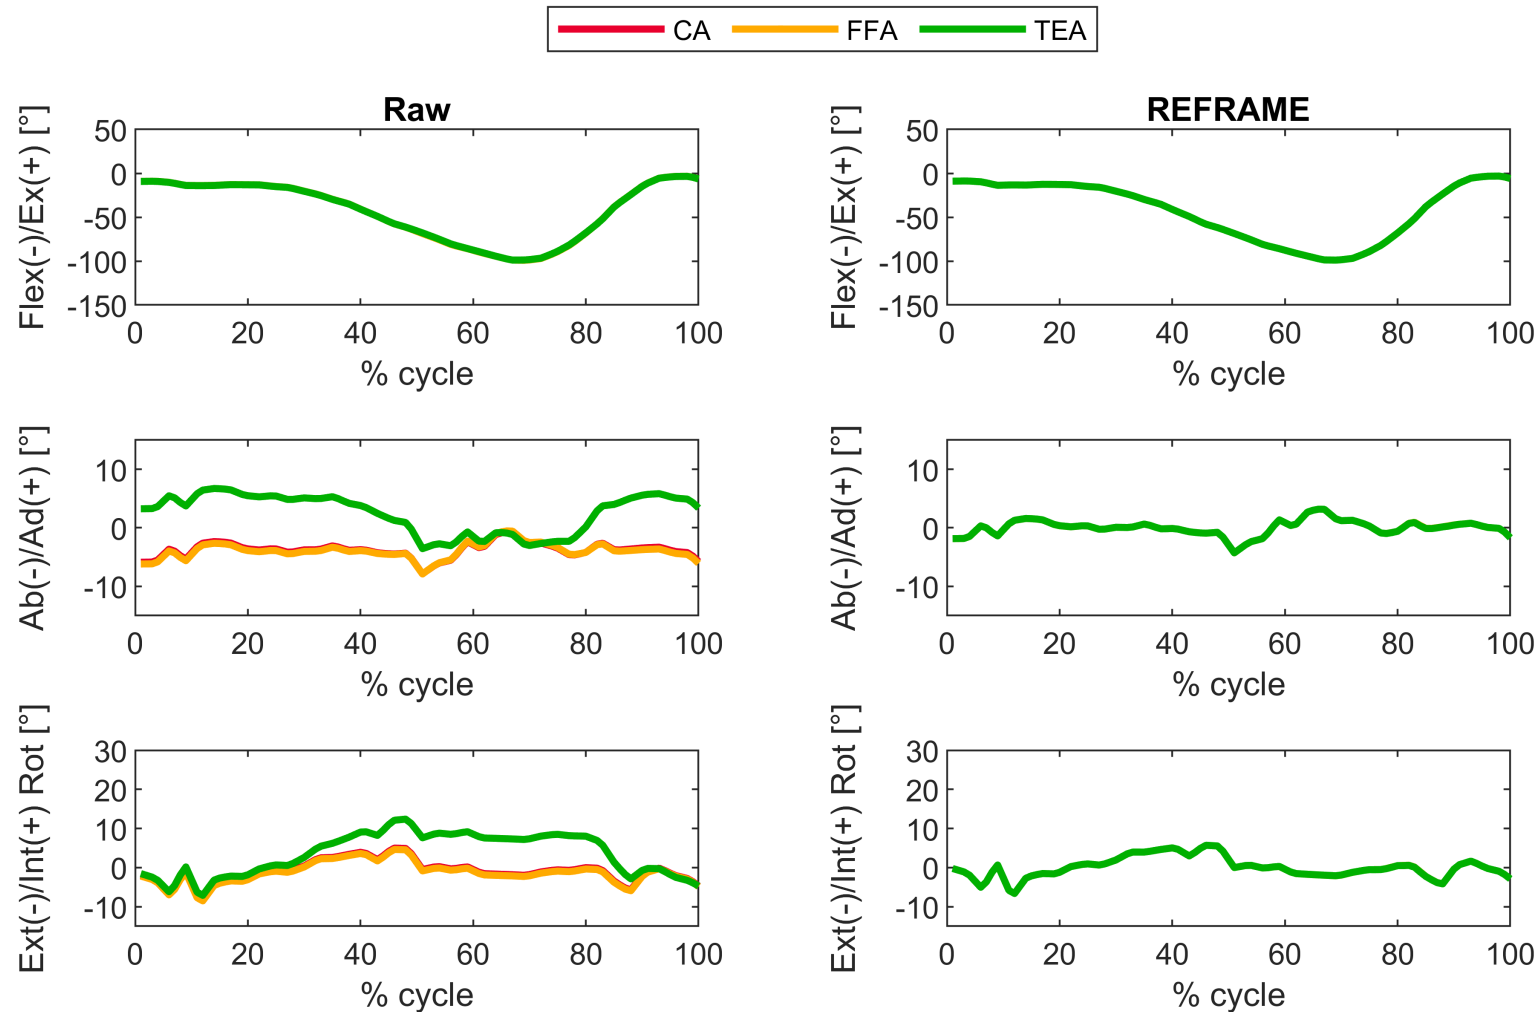 CA FFA TEA
Raw
Flex(-)/Ex(+) [°]
50
0
-50
-100
-150
0 20 40 60 80 100
% cycle
REFRAME
Flex(-)/Ex(+) [°]
50
0
-50
-100
-150
0 20 40 60 80 100
% cycle
Ab(-)/Ad(+) [°]
10
0
-10
0 20 40 60 80 100
% cycle
Ab(-)/Ad(+) [°]
10
0
-10
0 20 40 60 80 100
% cycle
Ext(-)/Int(+) Rot [°]
30
20
10
0
-10
0 20 40 60 80 100
% cycle
Ext(-)/Int(+) Rot [°]
30
20
10
0
-10
0 20 40 60 80 100
% cycle